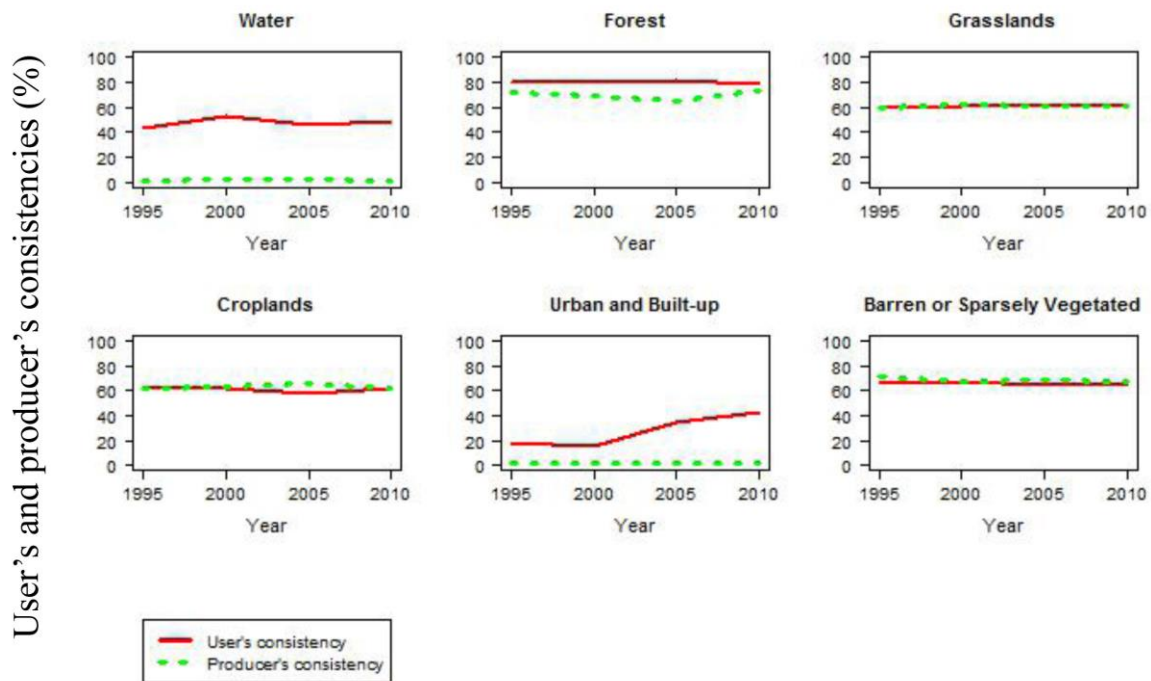 User's and producer's consistencies (%)
Water
100
80
60
40
20
0
1995 2000 2005 2010
Year
Forest
100
80
60
40
20
0
1995 2000 2005 2010
Year
Grasslands
100
80
60
40
20
0
1995 2000 2005 2010
Year
Croplands
100
80
60
40
20
0
1995 2000 2005 2010
Year
Urban and Built-up
100
80
60
40
20
0
1995 2000 2005 2010
Year
Barren or Sparsely Vegetated
100
80
60
40
20
0
1995 2000 2005 2010
Year
User's consistency
Producer's consistency